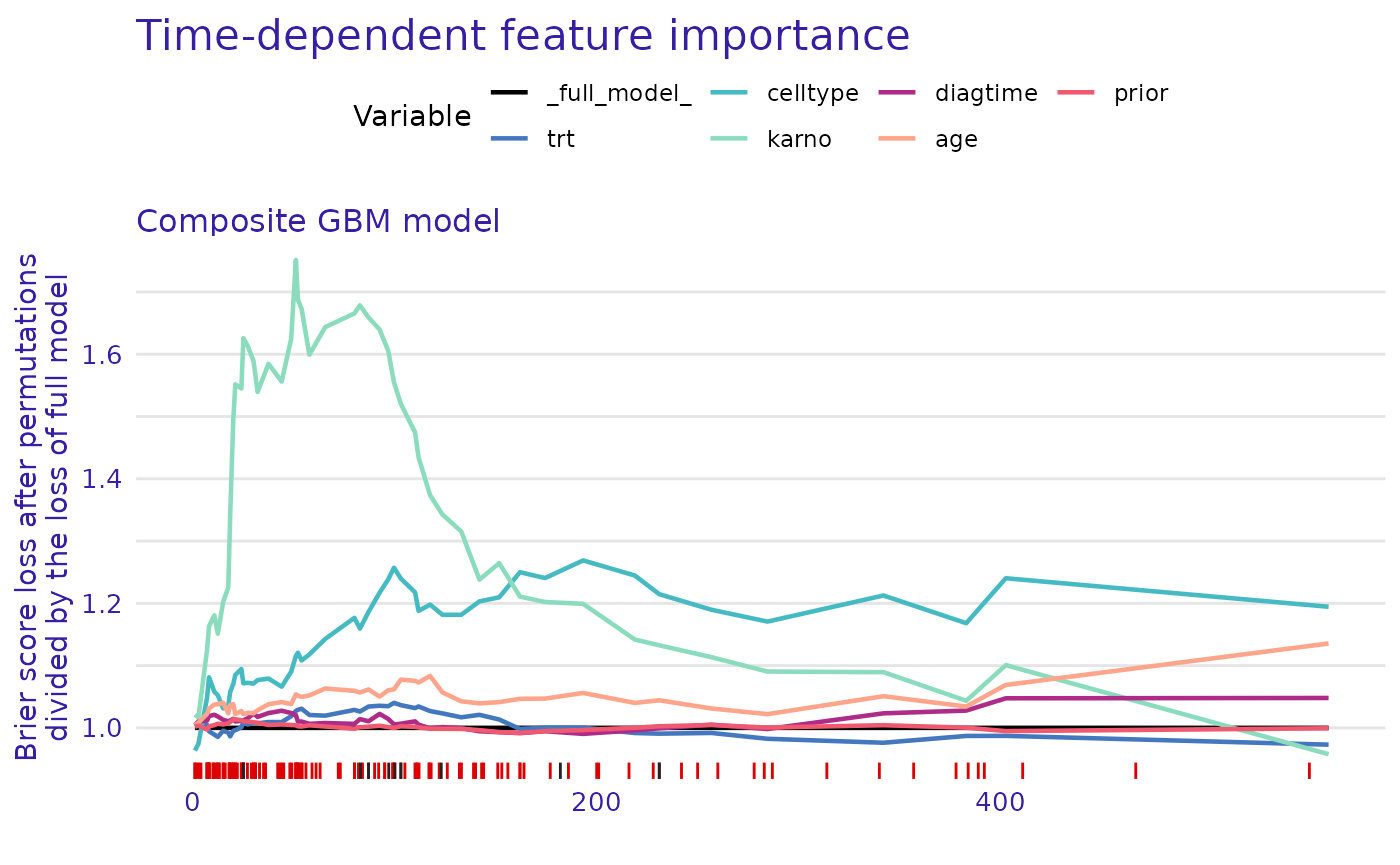 Time-dependent feature importance
Variable
_full_model_ celltype diagtime prior
trt karno age
Composite GBM model
Brier score loss after permutations
divided by the loss of full model
1.6
1.4
1.2
1.0
0 200 400